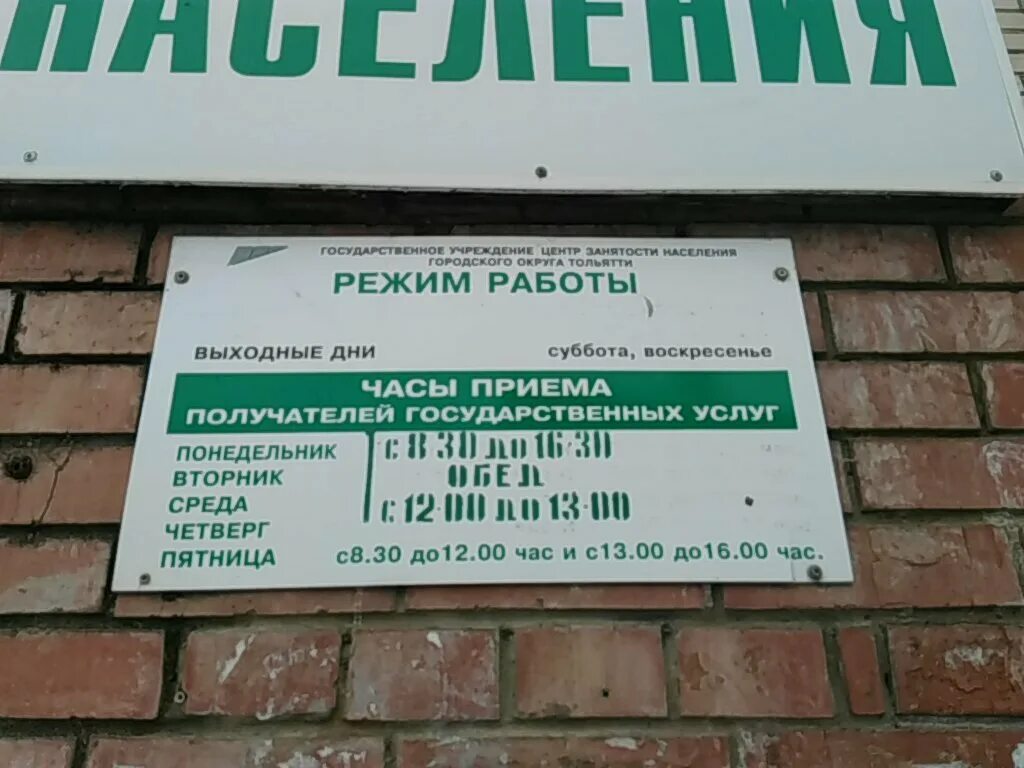 НАСЕЛЕНИЯ
ГОСУДАРСТВЕННОЕ УЧРЕЖДЕНИЕ ЦЕНТР ЗАНЯТОСТИ НАСЕЛЕНИЯ
ГОРОДСКОГО ОКРУГА ТОЛЬЯТТИ
РЕЖИМ РАБОТЫ
ВЫХОДНЫЕ ДНИ суббота, воскресенье
ЧАСЫ ПРИЕМА
ПОЛУЧАТЕЛЕЙ ГОСУДАРСТВЕННЫХ УСЛУГ
ПОНЕДЕЛЬНИК с 8 30 до 16·30
ВТОРНИК ОБЕД
СРЕДА с 12·00 до 13·00
ЧЕТВЕРГ
ПЯТНИЦА с8.30 до12.00 час и с13.00 до16.00 час.